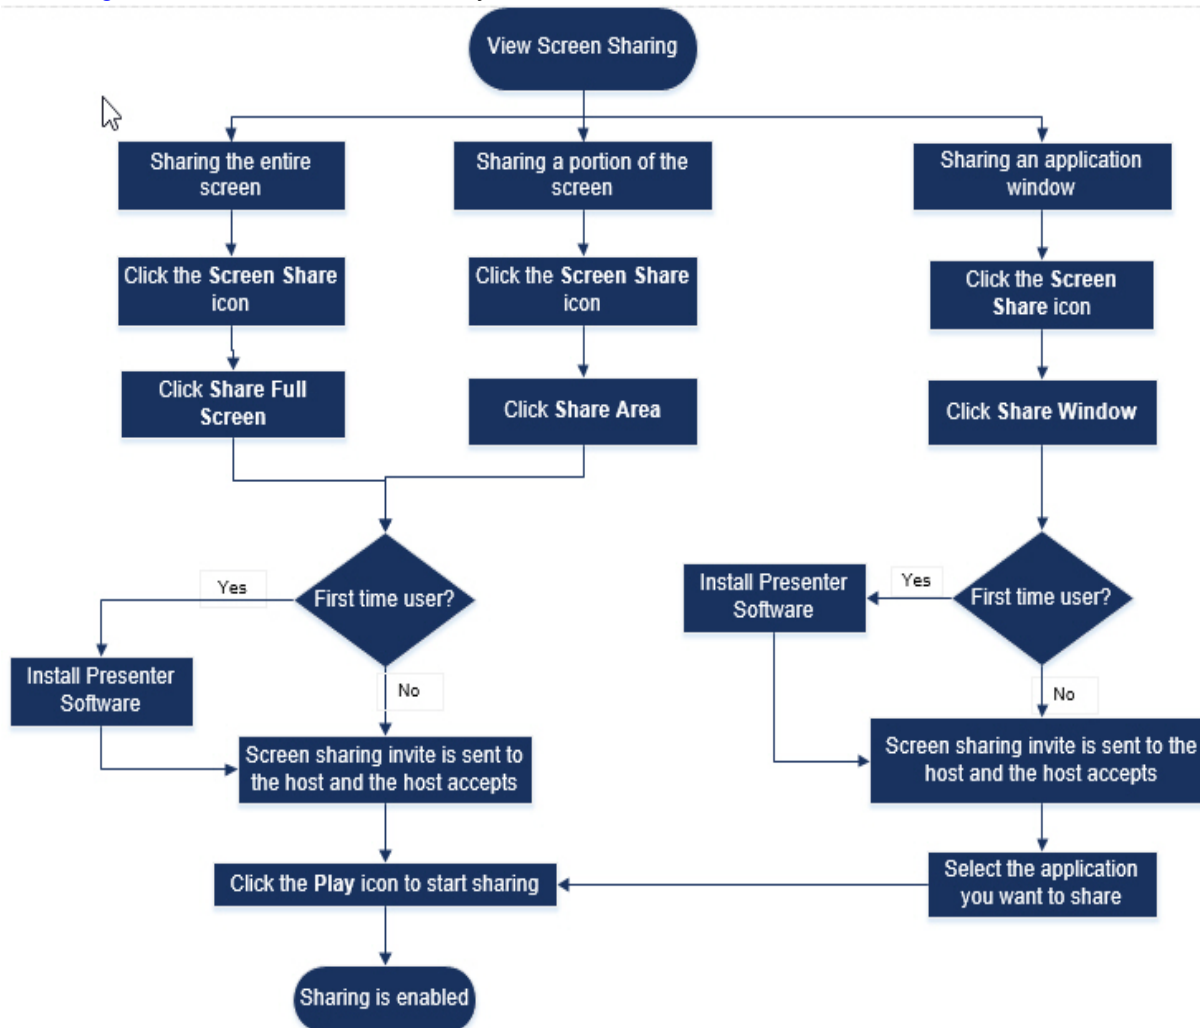 View Screen Sharing
Sharing the entire
screen
Sharing a portion of the
screen
Sharing an application
window
Click the Screen Share
icon
Click the Screen Share
icon
Click the Screen
Share icon
Click Share Full
Screen
Click Share Area
Click Share Window
First time user?
Yes
No
Install Presenter
Software
Screen sharing invite is sent to
the host and the host accepts
First time user?
Yes
No
Install Presenter
Software
Screen sharing invite is sent to the
host and the host accepts
Select the application
you want to share
Click the Play icon to start sharing
Sharing is enabled